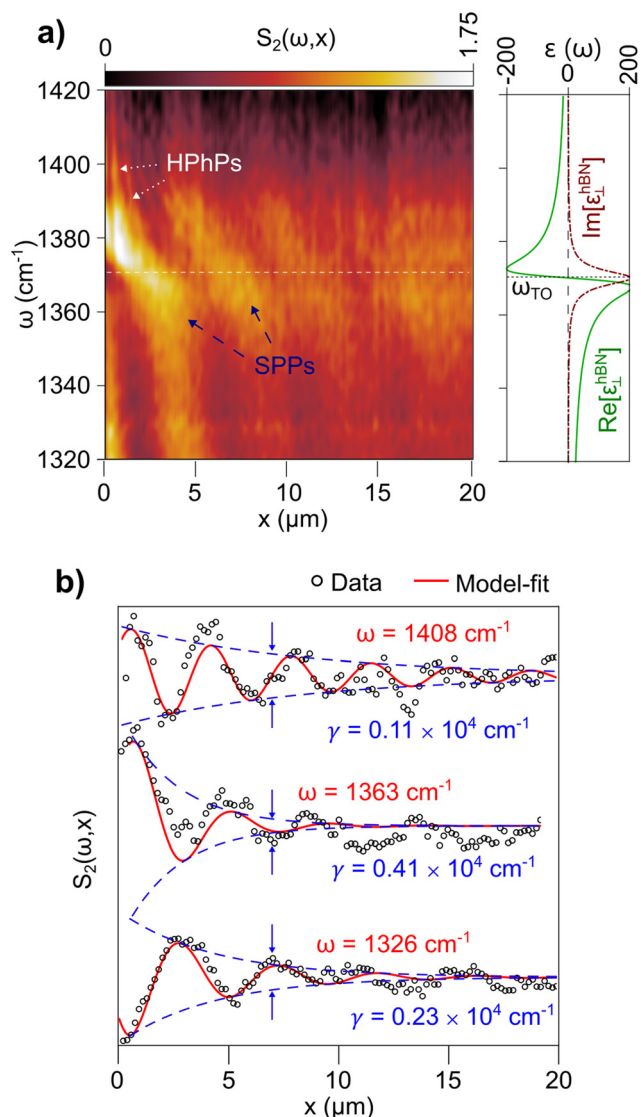 a)
S₂(ω,x)
0 1.75
ε (ω)
-200 0 200
1420
1400
1380
1360
1340
1320
ω (cm⁻¹)
HPhPs
SPPs
ω_TO
Im[ε⊥^hBN]
Re[ε⊥^hBN]
0 5 10 15 20
x (µm)
b)
Data Model-fit
ω = 1408 cm⁻¹
γ = 0.11 × 10⁴ cm⁻¹
ω = 1363 cm⁻¹
γ = 0.41 × 10⁴ cm⁻¹
ω = 1326 cm⁻¹
γ = 0.23 × 10⁴ cm⁻¹
S₂(ω,x)
0 5 10 15 20
x (µm)